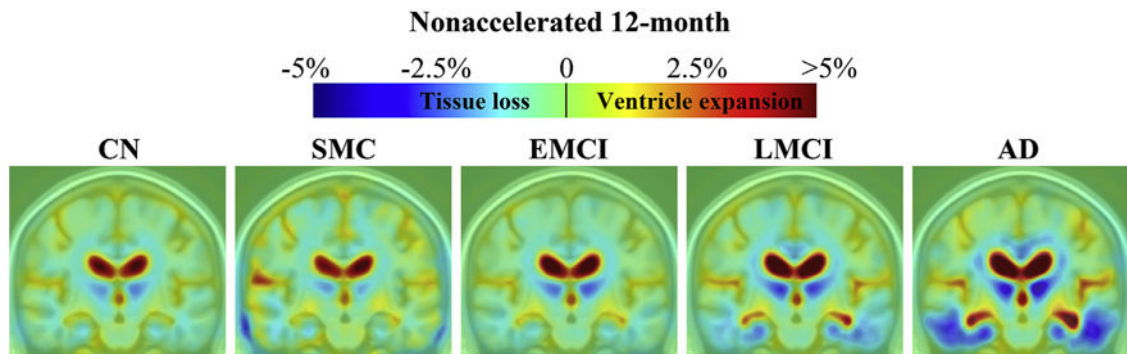 Nonaccelerated 12-month
-5% -2.5% 0 2.5% >5%
Tissue loss Ventricle expansion
CN SMC EMCI LMCI AD